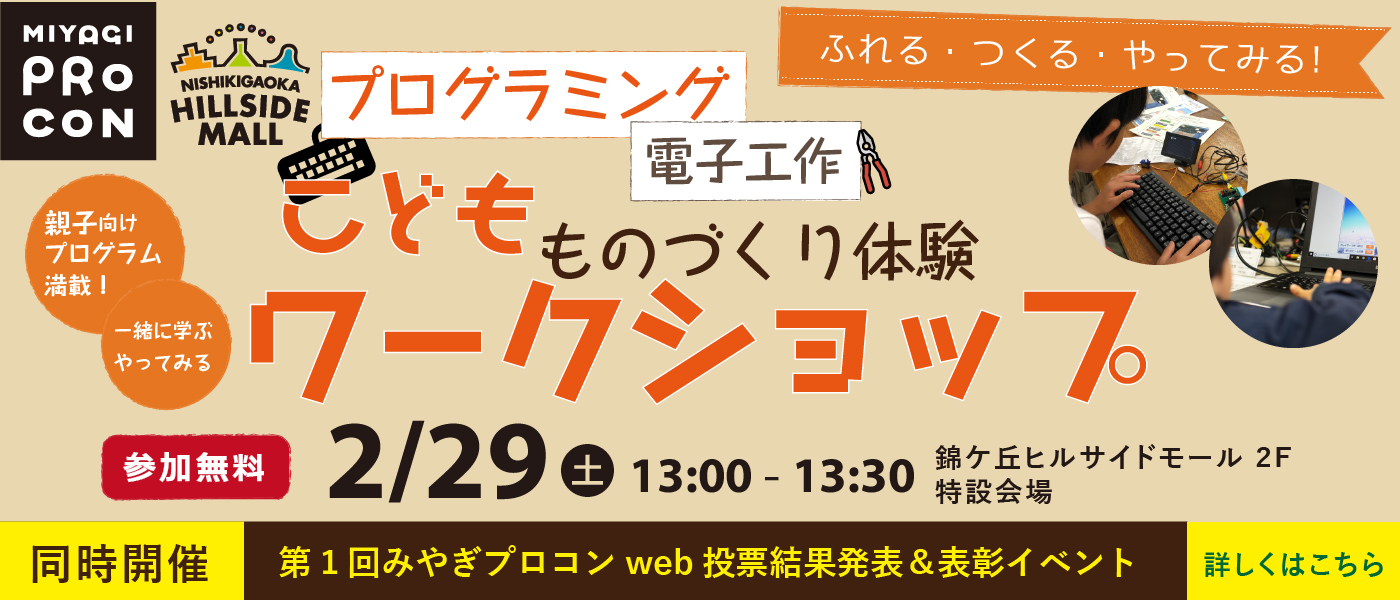 MIYAGI
PRO
CON
NISHIKIGAOKA
HILLSIDE
MALL
プログラミング
電子工作
ふれる・つくる・やってみる!
こども
ものづくり体験
ワークショップ
親子向け
プログラム
満載！
一緒に学ぶ
やってみる
参加無料
2/29 土 13:00 - 13:30
錦ケ丘ヒルサイドモール 2F
特設会場
同時開催
第1回みやぎプロコン web 投票結果発表＆表彰イベント
詳しくはこちら